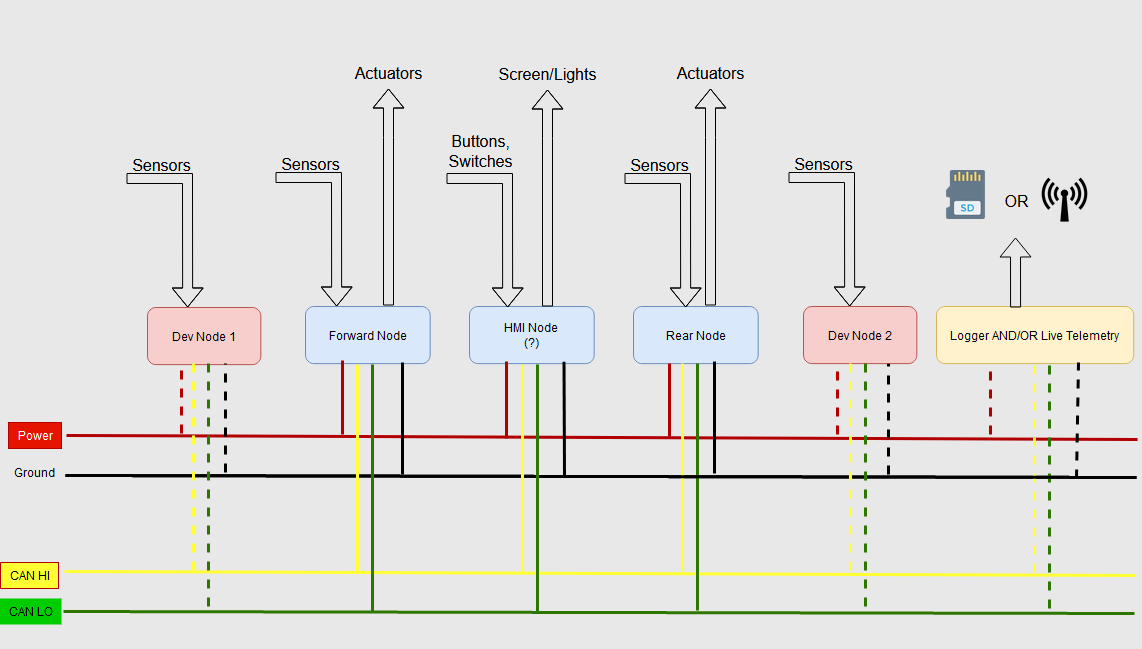 Actuators
Screen/Lights
Actuators
Buttons,
Switches
Sensors
Sensors
Sensors
Sensors
SD
OR
Dev Node 1
Forward Node
HMI Node
(?)
Rear Node
Dev Node 2
Logger AND/OR Live Telemetry
Power
Ground
CAN HI
CAN LO